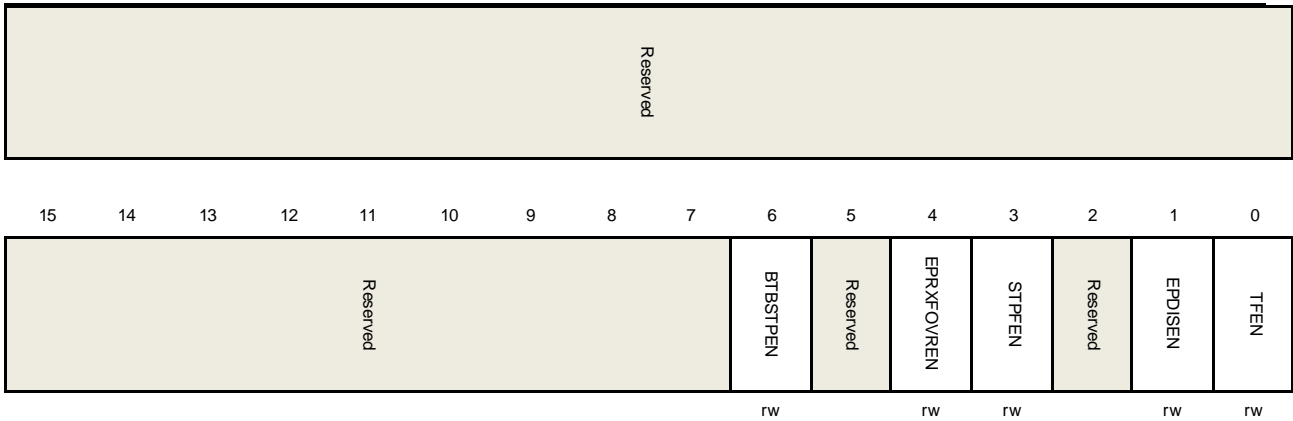 Reserved
15 14 13 12 11 10 9 8 7 6 5 4 3 2 1 0
Reserved BTBSTPEN Reserved EPRXFOVREN STPFEN Reserved EPDISEN TFEN
rw rw rw rw rw